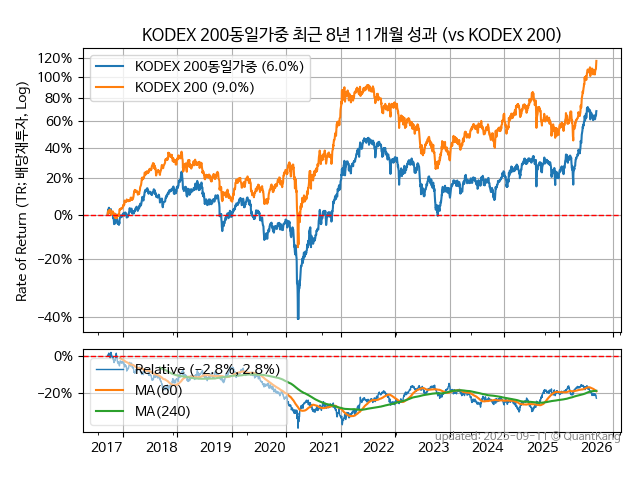 KODEX 200동일가중 최근 8년 11개월 성과 (vs KODEX 200)
120%
100%
80%
60%
40%
20%
0%
−20%
−40%
Rate of Return (TR: 배당재투자, Log)
KODEX 200동일가중 (6.0%)
KODEX 200 (9.0%)
0%
−20%
Relative (−2.8%, 2.8%)
MA(60)
MA(240)
2017 2018 2019 2020 2021 2022 2023 2024 2025 2026
© QuantKang